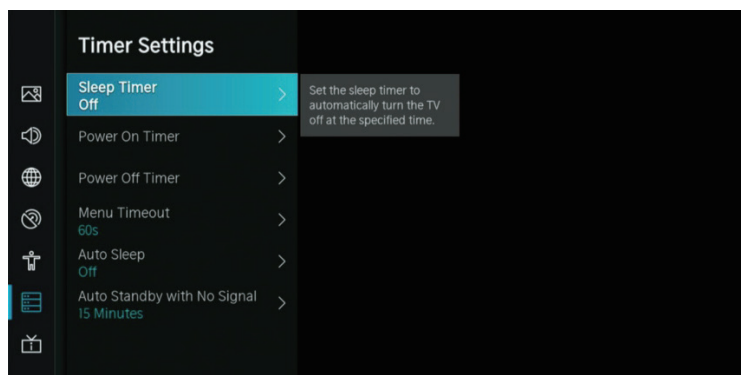 Timer Settings
Sleep Timer
Off
Set the sleep timer to
automatically turn the TV
off at the specified time.
Power On Timer
Power Off Timer
Menu Timeout
60s
Auto Sleep
Off
Auto Standby with No Signal
15 Minutes